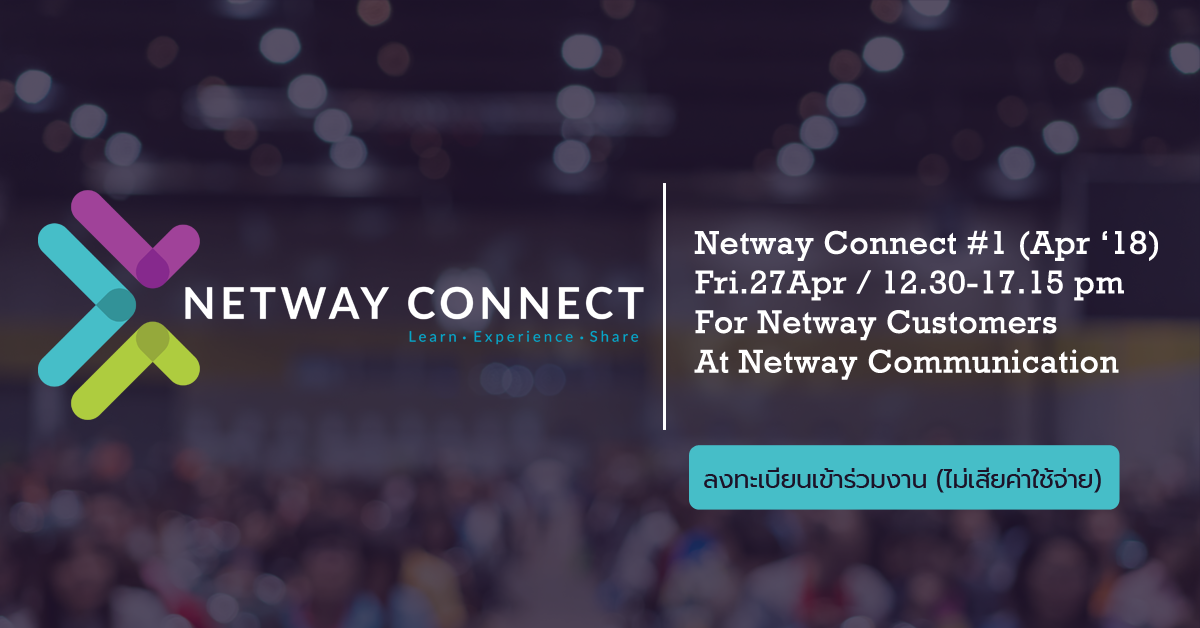 NETWAY CONNECT
Learn · Experience · Share
Netway Connect #1 (Apr ‘18)
Fri.27Apr / 12.30-17.15 pm
For Netway Customers
At Netway Communication
ลงทะเบียนเข้าร่วมงาน (ไม่เสียค่าใช้จ่าย)